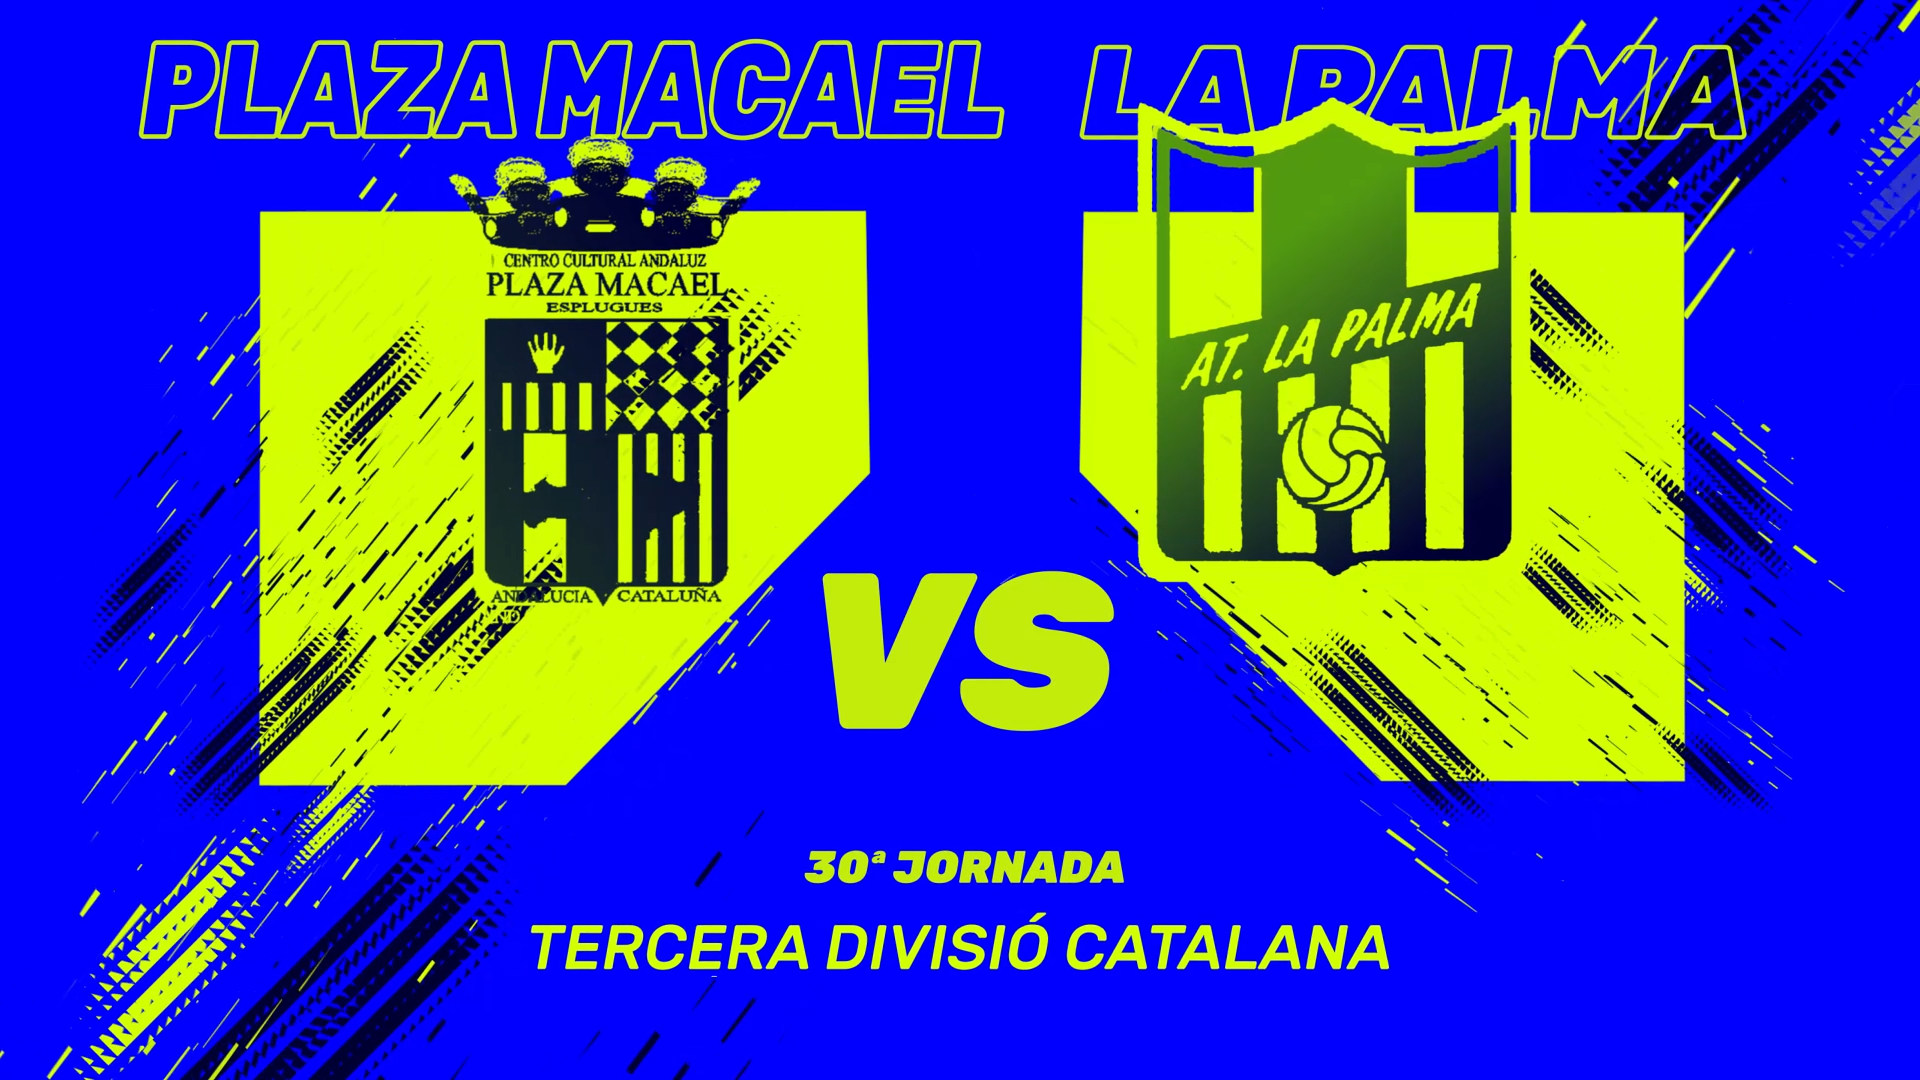 PLAZA MACAEL
LA PALMA
CENTRO CULTURAL ANDALUZ
PLAZA MACAEL
ESPLUGUES
ANDALUCIA CATALUÑA
AT. LA PALMA
VS
30ª JORNADA
TERCERA DIVISIÓ CATALANA